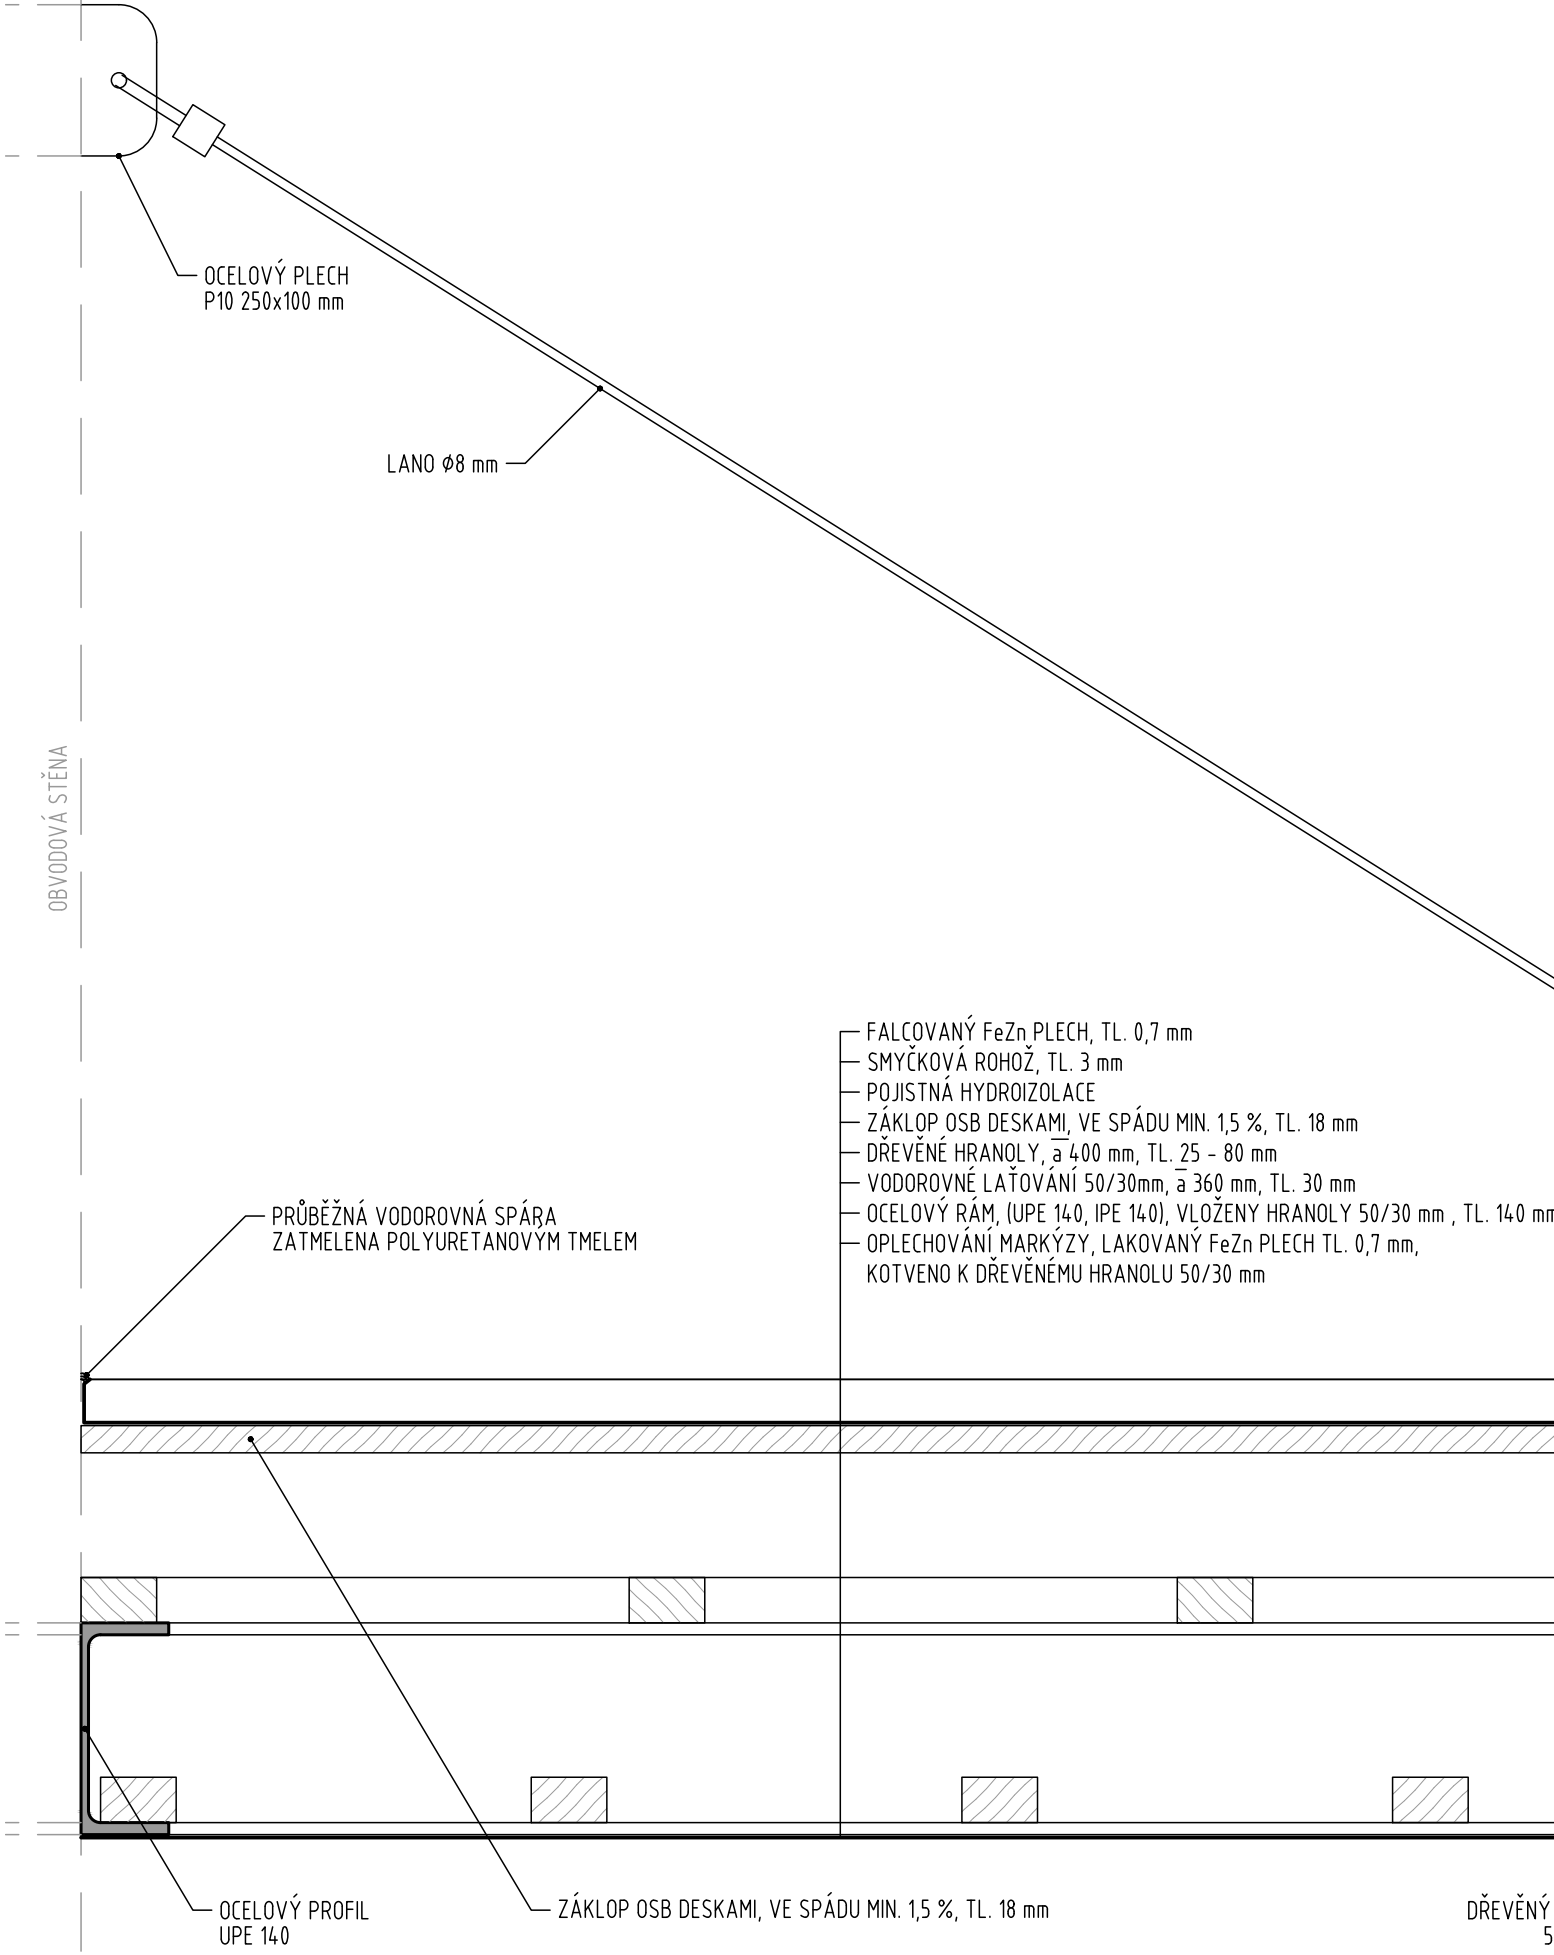 OCELOVÝ PLECH
P10 250x100 mm
LANO Ø8 mm
OBVODOVÁ STĚNA
FALCOVANÝ FeZn PLECH, TL. 0,7 mm
SMYČKOVÁ ROHOŽ, TL. 3 mm
POJISTNÁ HYDROIZOLACE
ZÁKLOP OSB DESKAMI, VE SPÁDU MIN. 1,5 %, TL. 18 mm
DŘEVĚNÉ HRANOLY, a̅ 400 mm, TL. 25 - 80 mm
VODOROVNÉ LAŤOVÁNÍ 50/30mm, a̅ 360 mm, TL. 30 mm
OCELOVÝ RÁM, (UPE 140, IPE 140), VLOŽENY HRANOLY 50/30 mm , TL. 140 mm
OPLECHOVÁNÍ MARKÝZY, LAKOVANÝ FeZn PLECH TL. 0,7 mm,
KOTVENO K DŘEVĚNÉMU HRANOLU 50/30 mm
PRŮBĚŽNÁ VODOROVNÁ SPÁRA
ZATMELENA POLYURETANOVÝM TMELEM
OCELOVÝ PROFIL
UPE 140
ZÁKLOP OSB DESKAMI, VE SPÁDU MIN. 1,5 %, TL. 18 mm
DŘEVĚNÝ
5